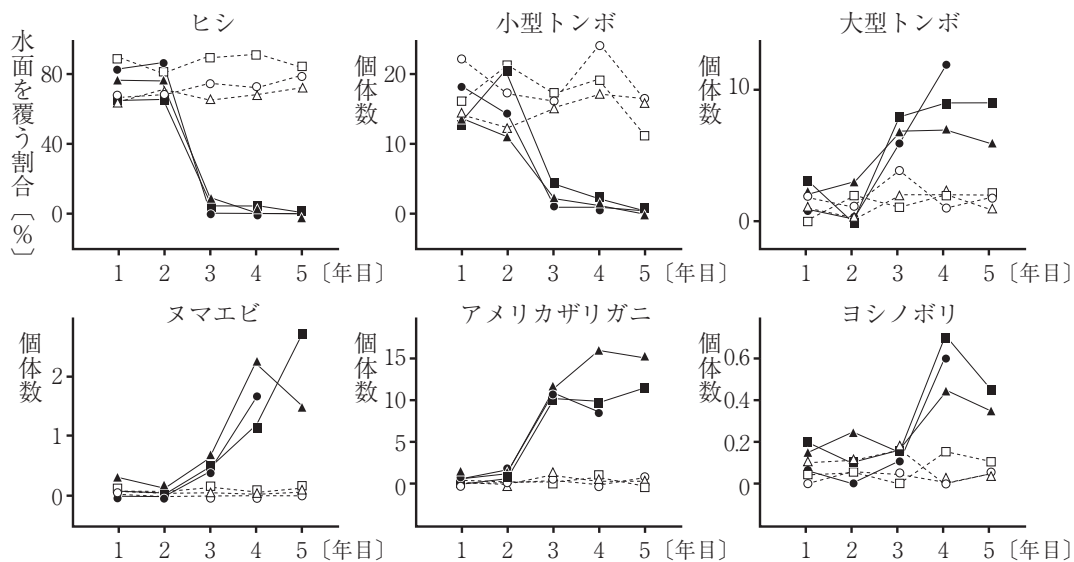 ヒシ
水面を覆う割合〔％〕
80
40
0
1 2 3 4 5 〔年目〕
小型トンボ
個体数
20
10
0
1 2 3 4 5 〔年目〕
大型トンボ
個体数
10
0
1 2 3 4 5 〔年目〕
ヌマエビ
個体数
2
1
0
1 2 3 4 5 〔年目〕
アメリカザリガニ
個体数
15
10
5
0
1 2 3 4 5 〔年目〕
ヨシノボリ
個体数
0.6
0.4
0.2
0
1 2 3 4 5 〔年目〕